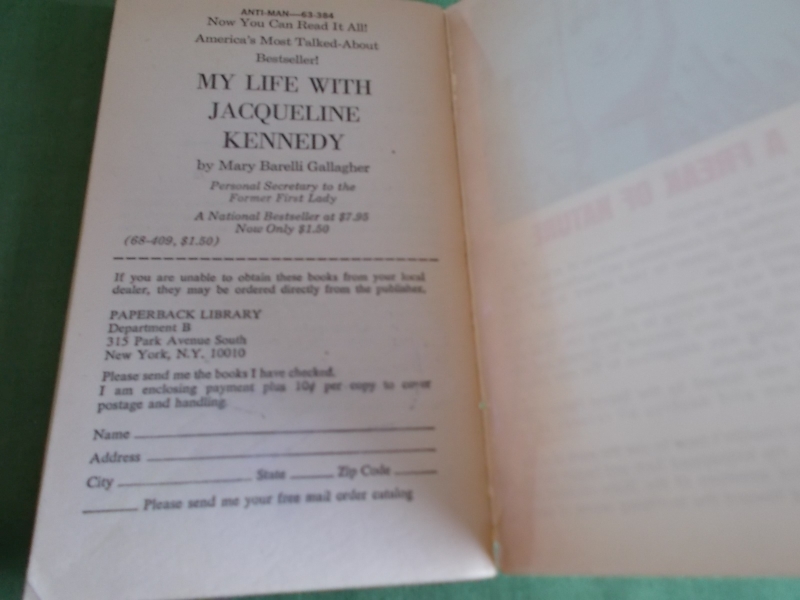 ANTI-MAN—63-384
Now You Can Read It All!
America's Most Talked-About
Bestseller!
MY LIFE WITH
JACQUELINE
KENNEDY
by Mary Barelli Gallagher
Personal Secretary to the
Former First Lady
A National Bestseller at $7.95
Now Only $1.50
(68-409, $1.50)
If you are unable to obtain these books from your local
dealer, they may be ordered directly from the publisher.
PAPERBACK LIBRARY
Department B
315 Park Avenue South
New York, N.Y. 10010
Please send me the books I have checked.
I am enclosing payment plus 10¢ per copy to cover
postage and handling.
Name
Address
City State Zip Code
Please send me your free mail order catalog
A FREAK OF NATURE